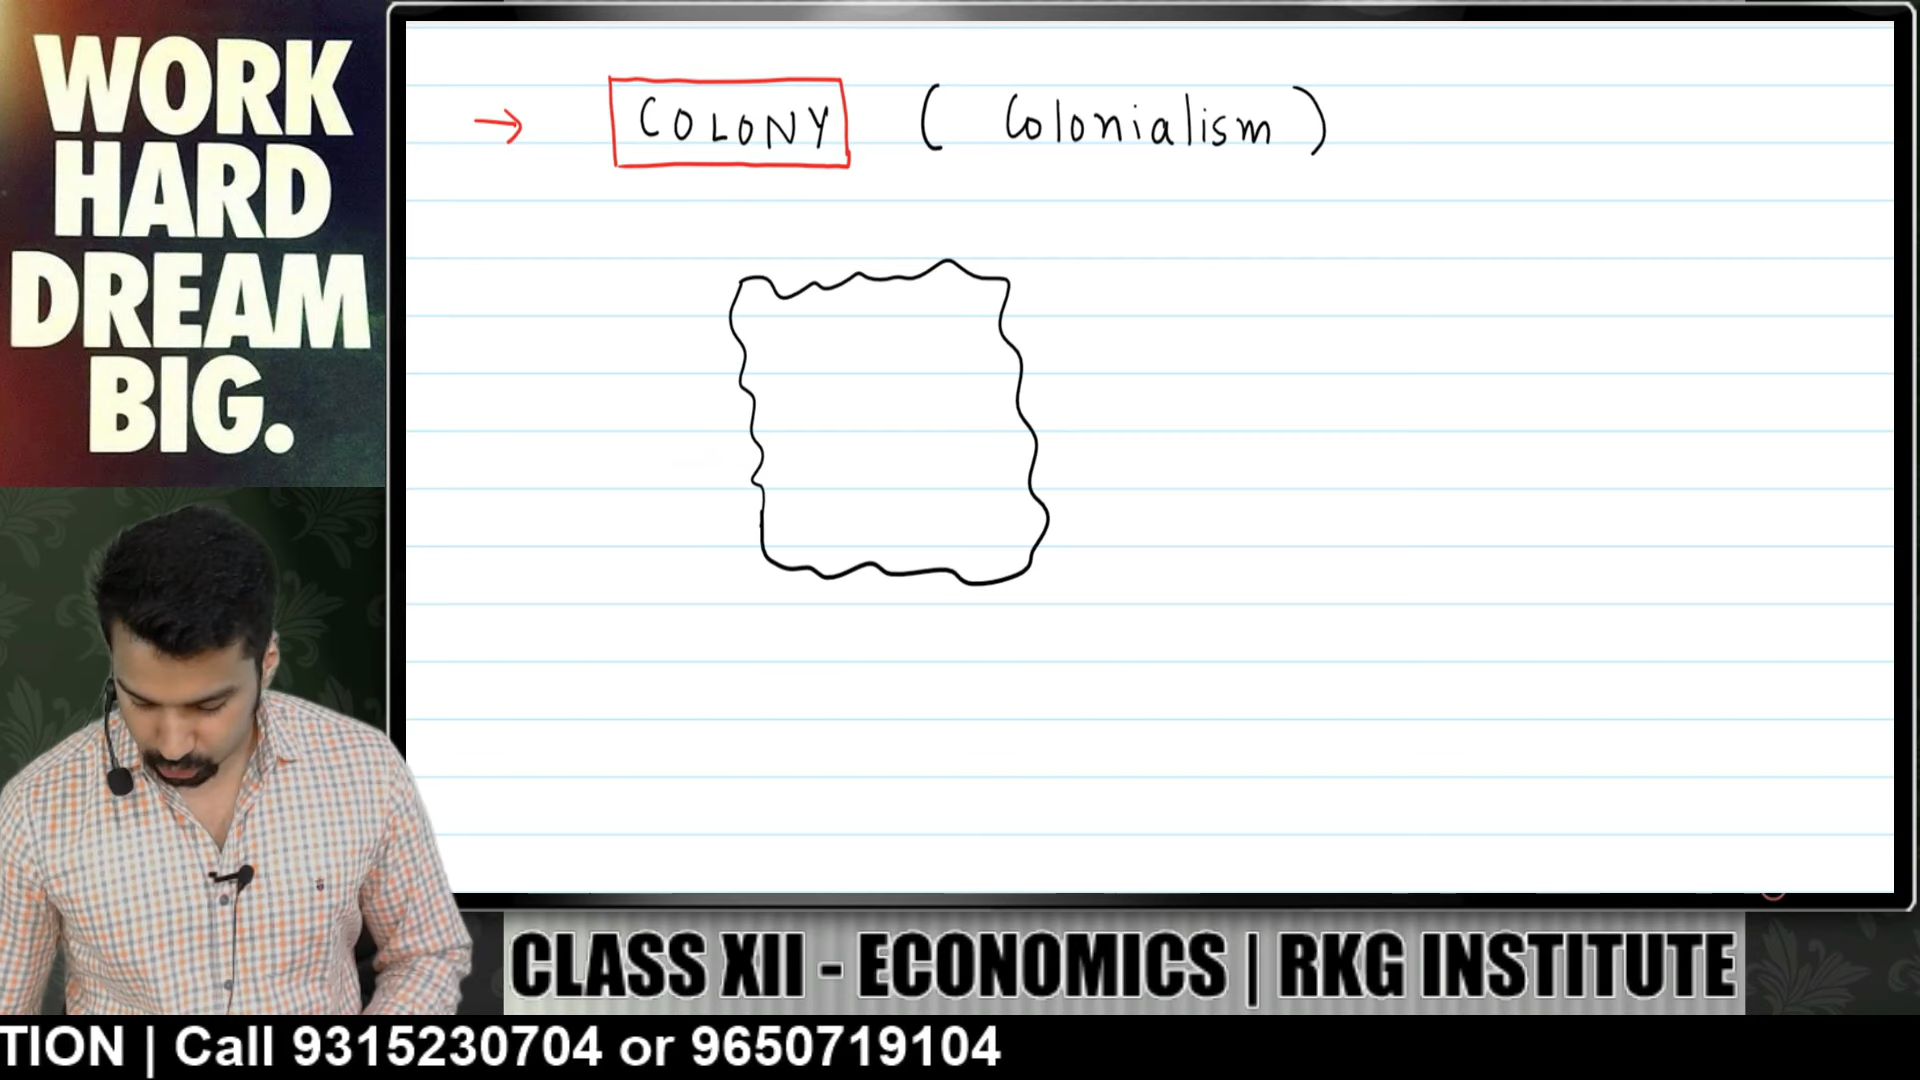 WORK
HARD
DREAM
BIG.
→ COLONY ( Colonialism )
CLASS XII - ECONOMICS | RKG INSTITUTE
TION | Call 9315230704 or 9650719104